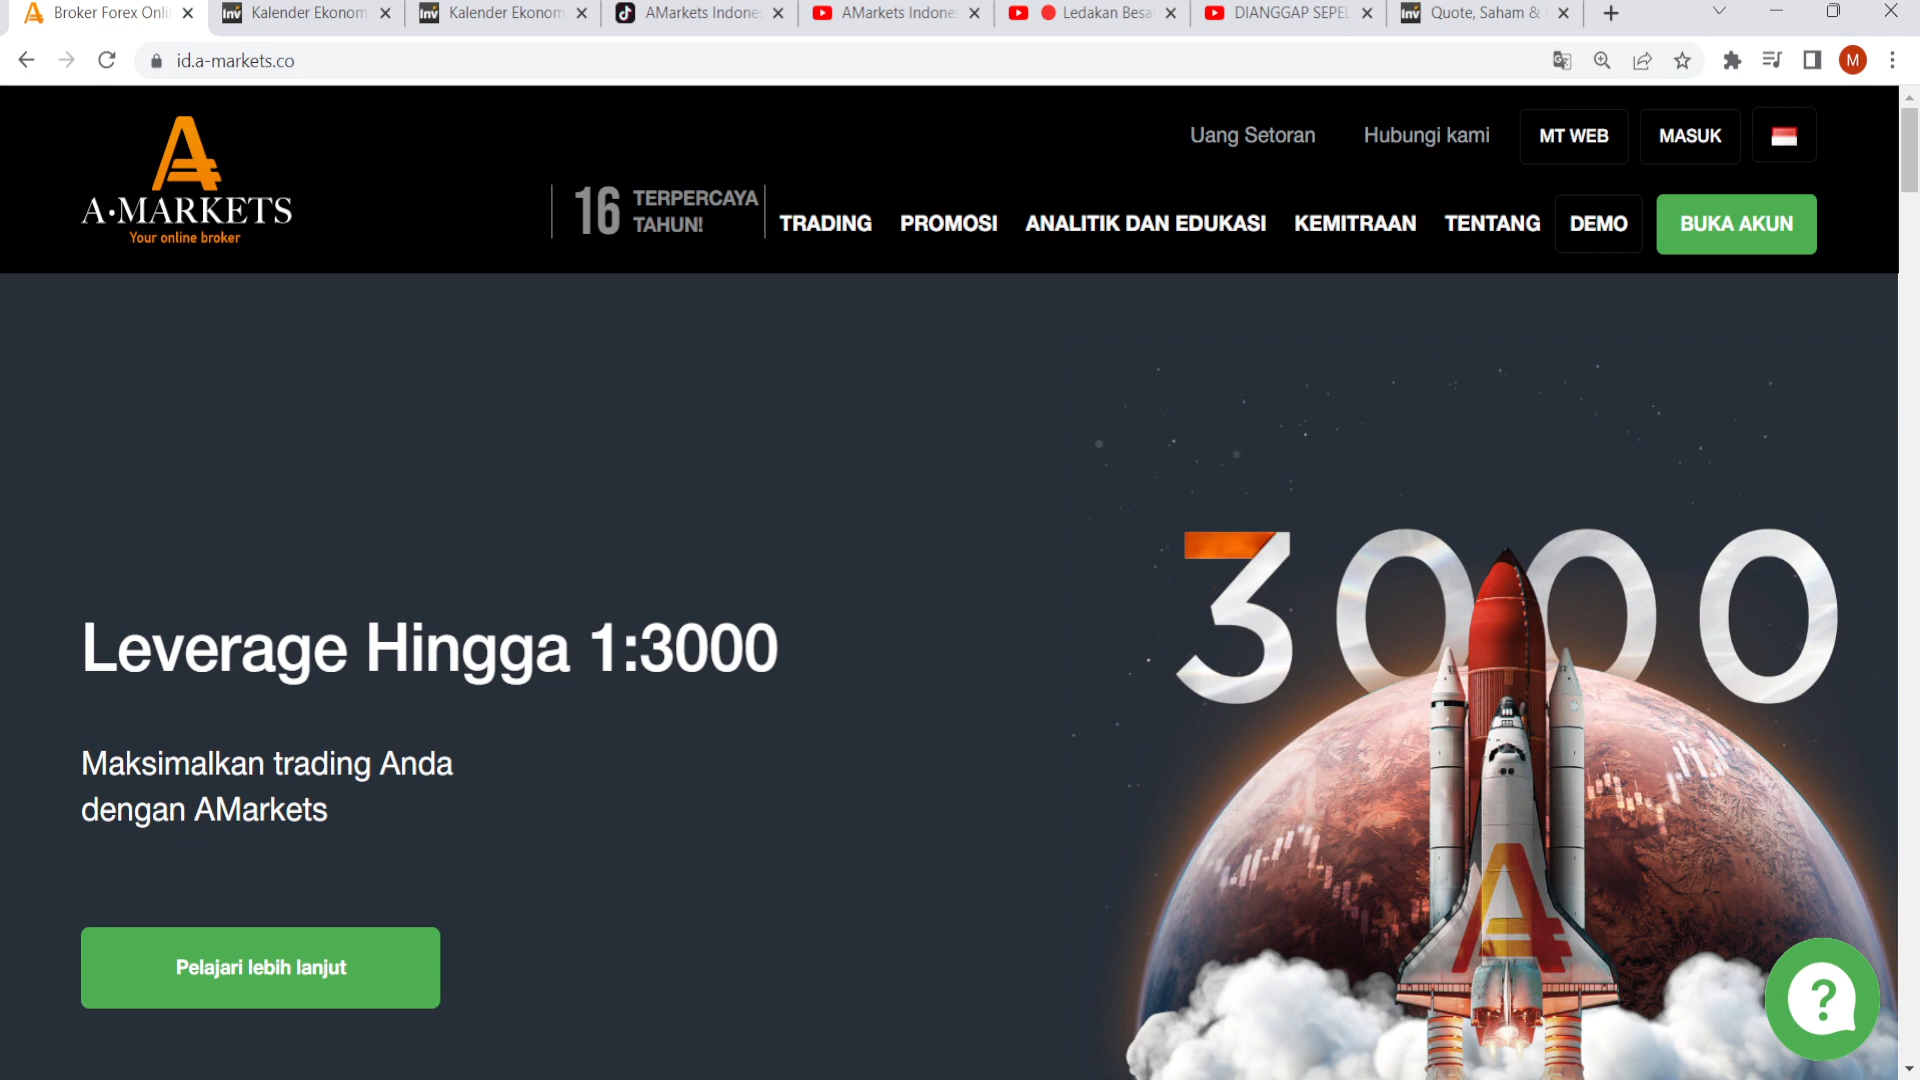 Broker Forex Onli
Kalender Ekonom
Kalender Ekonom
AMarkets Indone
AMarkets Indone
Ledakan Besa
DIANGGAP SEPEL
Quote, Saham &
id.a-markets.co
M
A·MARKETS
Your online broker
Uang Setoran
Hubungi kami
MT WEB
MASUK
16 TERPERCAYA
TAHUN!
TRADING
PROMOSI
ANALITIK DAN EDUKASI
KEMITRAAN
TENTANG
DEMO
BUKA AKUN
3000
Leverage Hingga 1:3000
Maksimalkan trading Anda
dengan AMarkets
Pelajari lebih lanjut
?